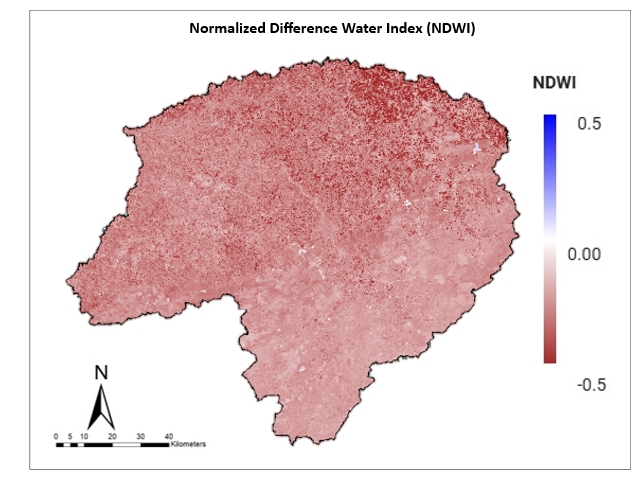 Normalized Difference Water Index (NDWI)
NDWI
0.5
0.00
-0.5
N
0 5 10 20 30 40
Kilometers